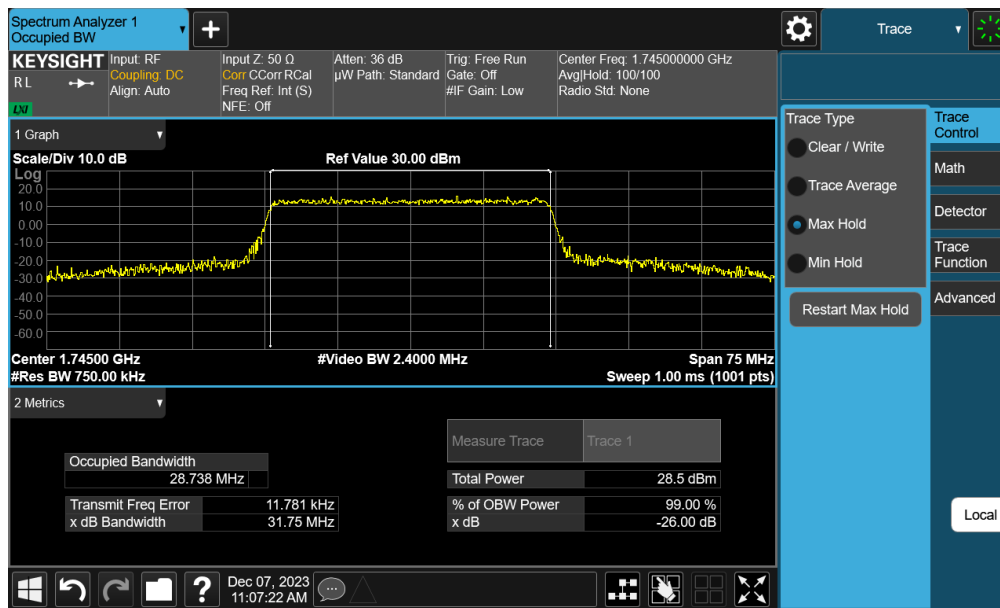 Spectrum Analyzer 1
Occupied BW
+
Trace
KEYSIGHT Input: RF Input Z: 50 Ω Atten: 36 dB Trig: Free Run Center Freq: 1.745000000 GHz
R L Coupling: DC Corr CCorr RCal µW Path: Standard Gate: Off Avg|Hold: 100/100
Align: Auto Freq Ref: Int (S) #IF Gain: Low Radio Std: None
LXI NFE: Off
1 Graph
Scale/Div 10.0 dB Ref Value 30.00 dBm
Log
20.0
10.0
0.00
-10.0
-20.0
-30.0
-40.0
-50.0
-60.0
Center 1.74500 GHz #Video BW 2.4000 MHz Span 75 MHz
#Res BW 750.00 kHz Sweep 1.00 ms (1001 pts)
2 Metrics
Measure Trace Trace 1
Occupied Bandwidth
28.738 MHz Total Power 28.5 dBm
Transmit Freq Error 11.781 kHz % of OBW Power 99.00 %
x dB Bandwidth 31.75 MHz x dB -26.00 dB
Trace Type
Clear / Write
Trace Average
Max Hold
Min Hold
Restart Max Hold
Trace
Control
Math
Detector
Trace
Function
Advanced
Local
?
Dec 07, 2023
11:07:22 AM